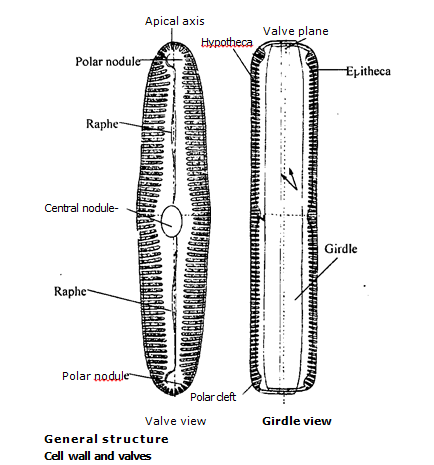 Apical axis
Valve plane
Hypotheca
Polar nodule
Epitheca
Raphe
Central nodule-
Girdle
Raphe
Polar nodule
Polar cleft
Valve view
Girdle view
General structure
Cell wall and valves